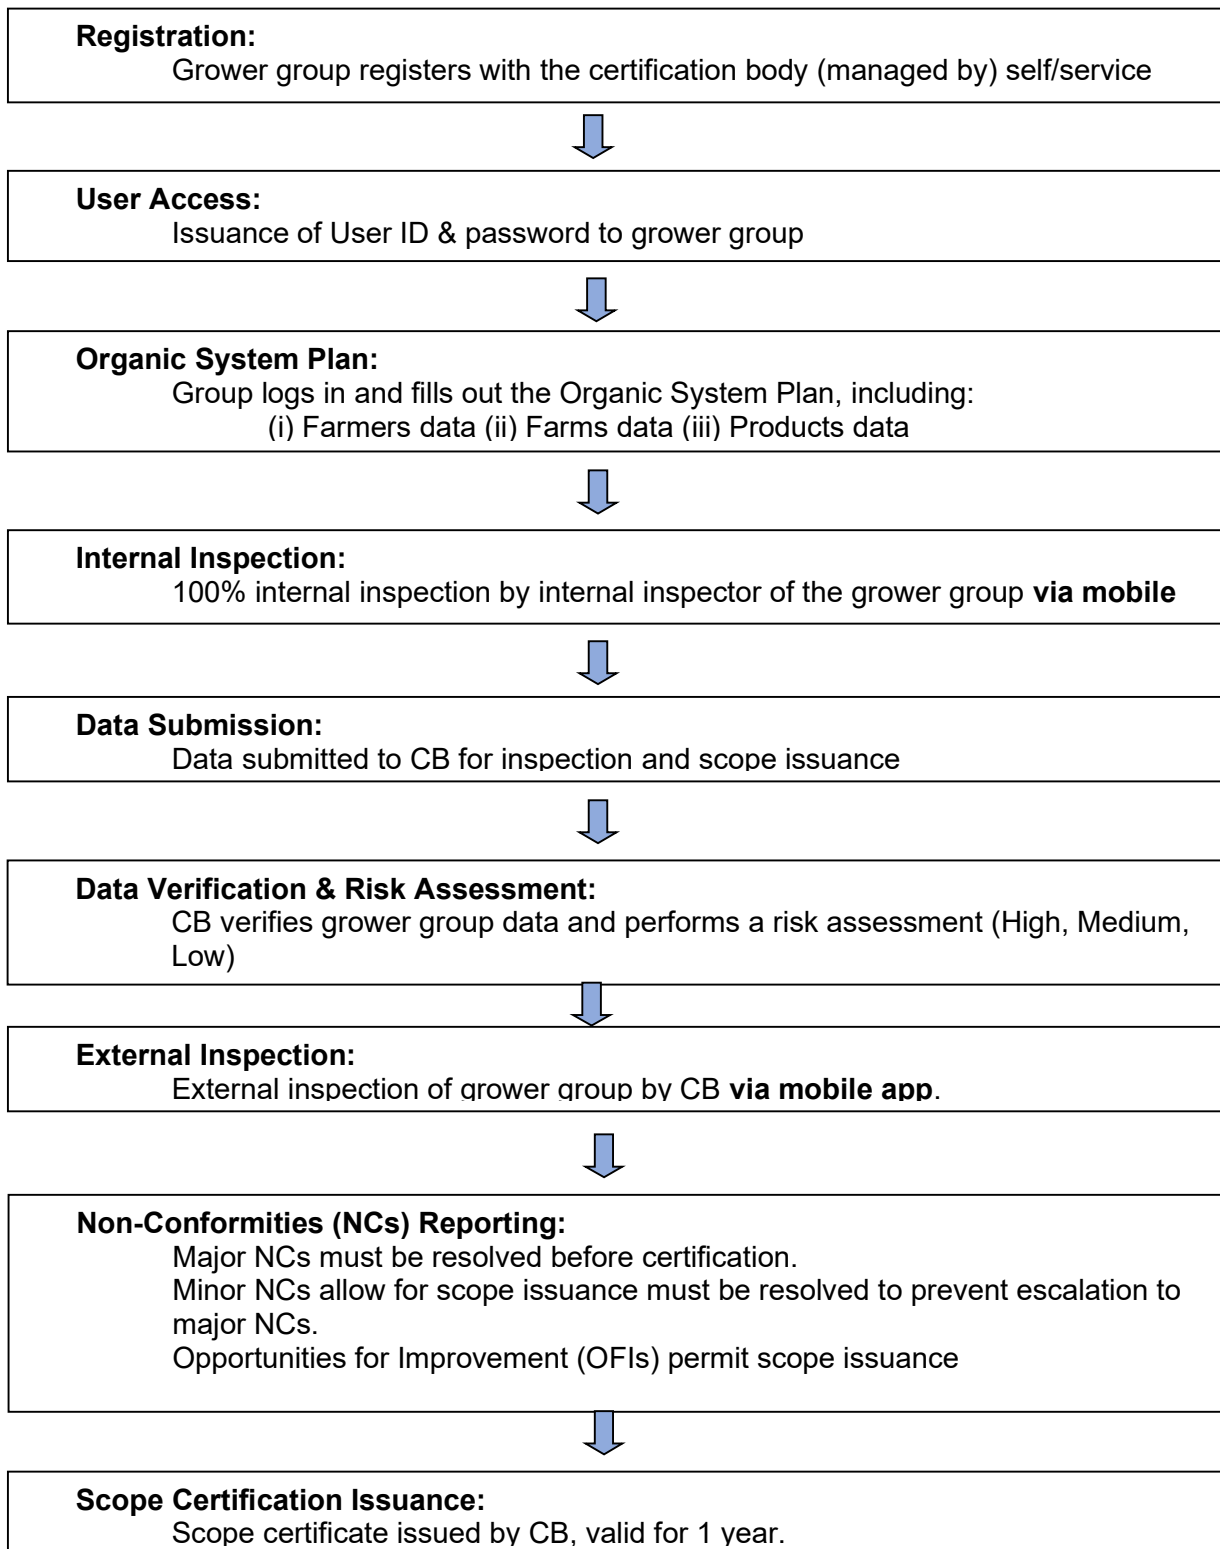 Registration:
Grower group registers with the certification body (managed by) self/service
User Access:
Issuance of User ID & password to grower group
Organic System Plan:
Group logs in and fills out the Organic System Plan, including:
(i) Farmers data (ii) Farms data (iii) Products data
Internal Inspection:
100% internal inspection by internal inspector of the grower group via mobile
Data Submission:
Data submitted to CB for inspection and scope issuance
Data Verification & Risk Assessment:
CB verifies grower group data and performs a risk assessment (High, Medium,
Low)
External Inspection:
External inspection of grower group by CB via mobile app.
Non-Conformities (NCs) Reporting:
Major NCs must be resolved before certification.
Minor NCs allow for scope issuance must be resolved to prevent escalation to
major NCs.
Opportunities for Improvement (OFIs) permit scope issuance
Scope Certification Issuance:
Scope certificate issued by CB, valid for 1 year.